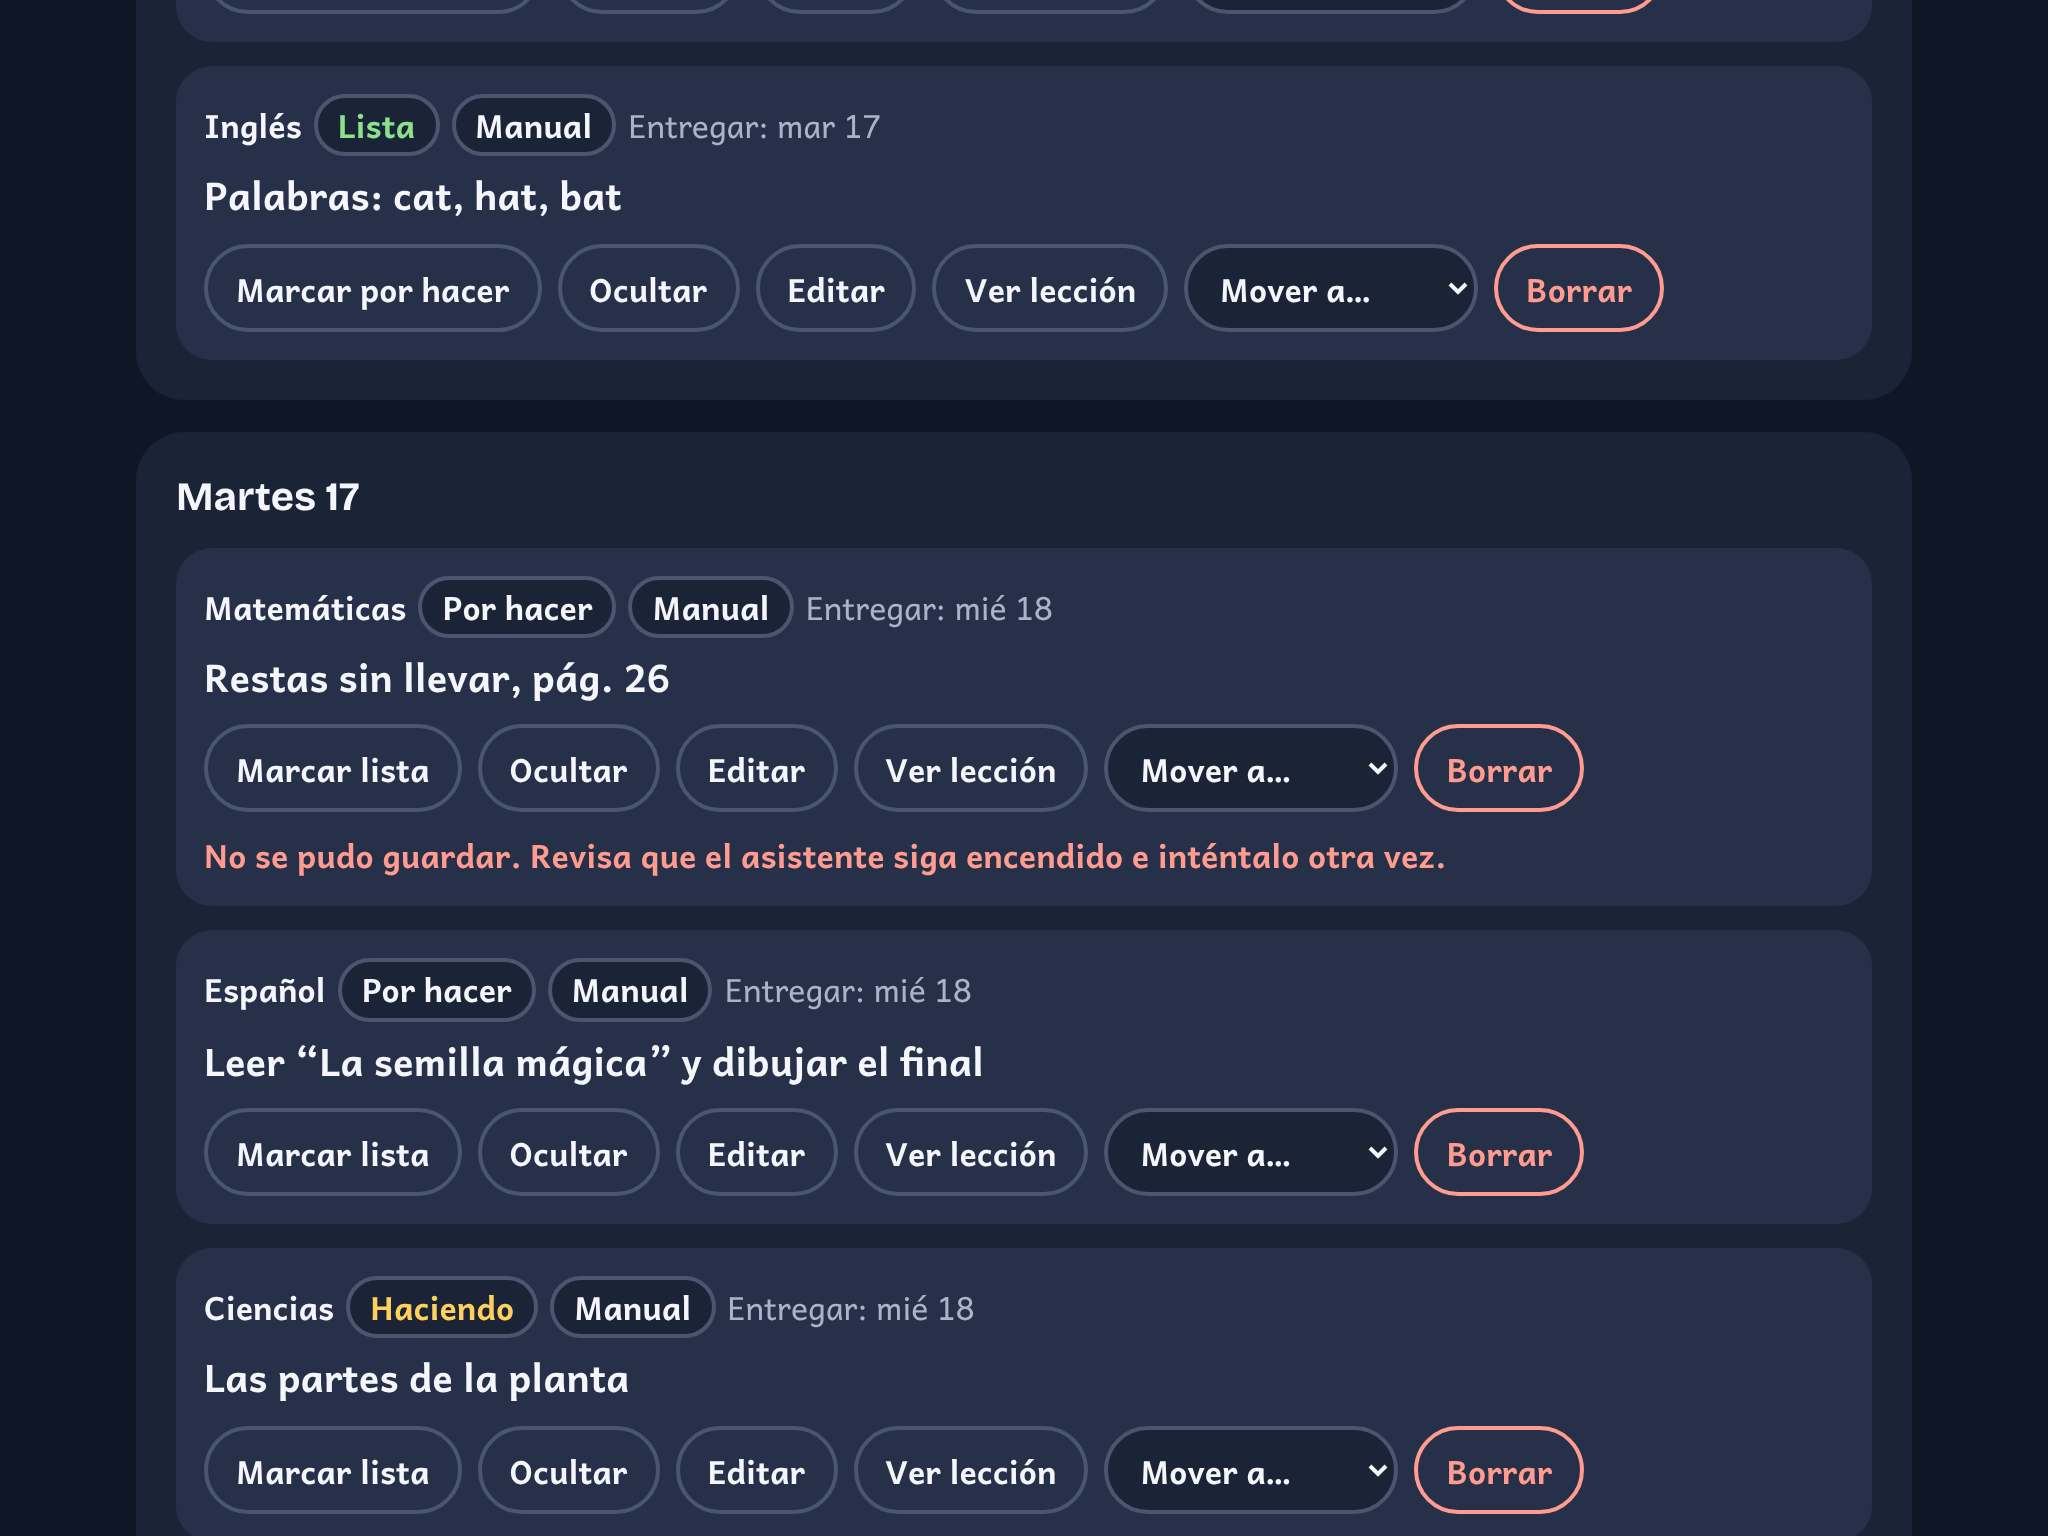 Inglés Lista Manual Entregar: mar 17
Palabras: cat, hat, bat
Marcar por hacer Ocultar Editar Ver lección Mover a... Borrar
Martes 17
Matemáticas Por hacer Manual Entregar: mié 18
Restas sin llevar, pág. 26
Marcar lista Ocultar Editar Ver lección Mover a... Borrar
No se pudo guardar. Revisa que el asistente siga encendido e inténtalo otra vez.
Español Por hacer Manual Entregar: mié 18
Leer “La semilla mágica” y dibujar el final
Marcar lista Ocultar Editar Ver lección Mover a... Borrar
Ciencias Haciendo Manual Entregar: mié 18
Las partes de la planta
Marcar lista Ocultar Editar Ver lección Mover a... Borrar